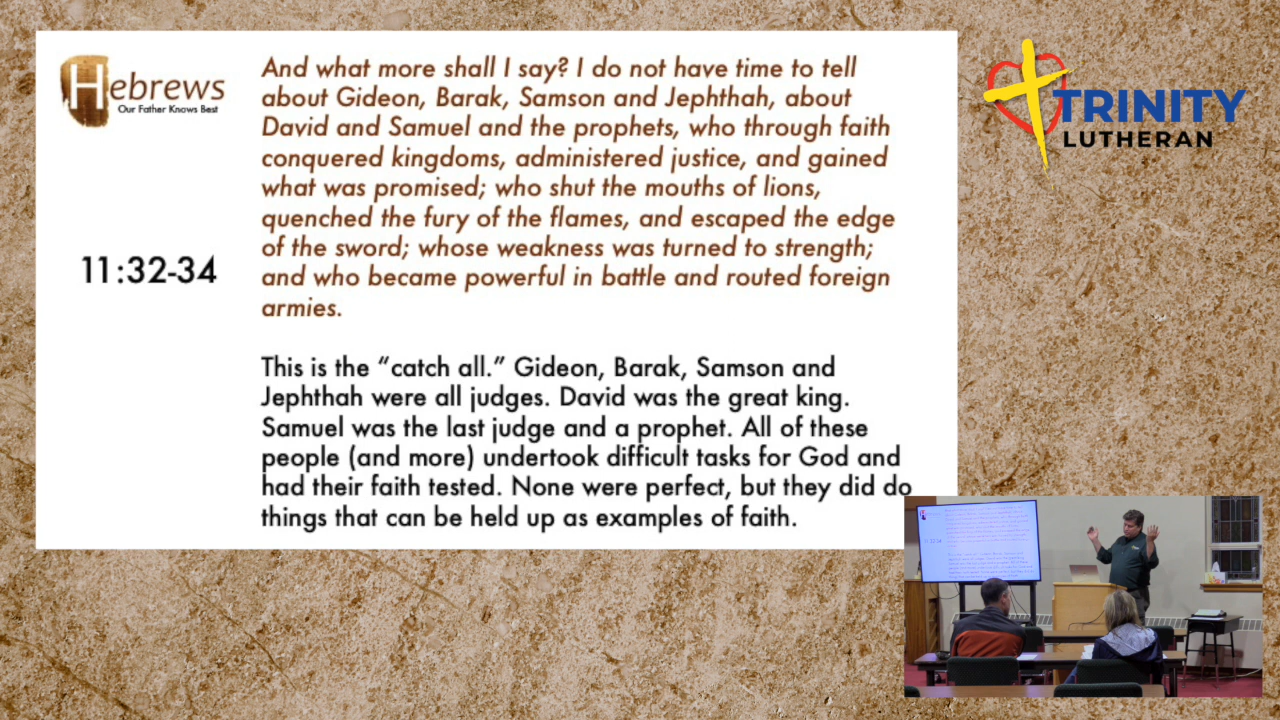 Hebrews
Our Father Knows Best
11:32-34
And what more shall I say? I do not have time to tell
about Gideon, Barak, Samson and Jephthah, about
David and Samuel and the prophets, who through faith
conquered kingdoms, administered justice, and gained
what was promised; who shut the mouths of lions,
quenched the fury of the flames, and escaped the edge
of the sword; whose weakness was turned to strength;
and who became powerful in battle and routed foreign
armies.
This is the “catch all.” Gideon, Barak, Samson and
Jephthah were all judges. David was the great king.
Samuel was the last judge and a prophet. All of these
people (and more) undertook difficult tasks for God and
had their faith tested. None were perfect, but they did do
things that can be held up as examples of faith.
TRINITY
LUTHERAN